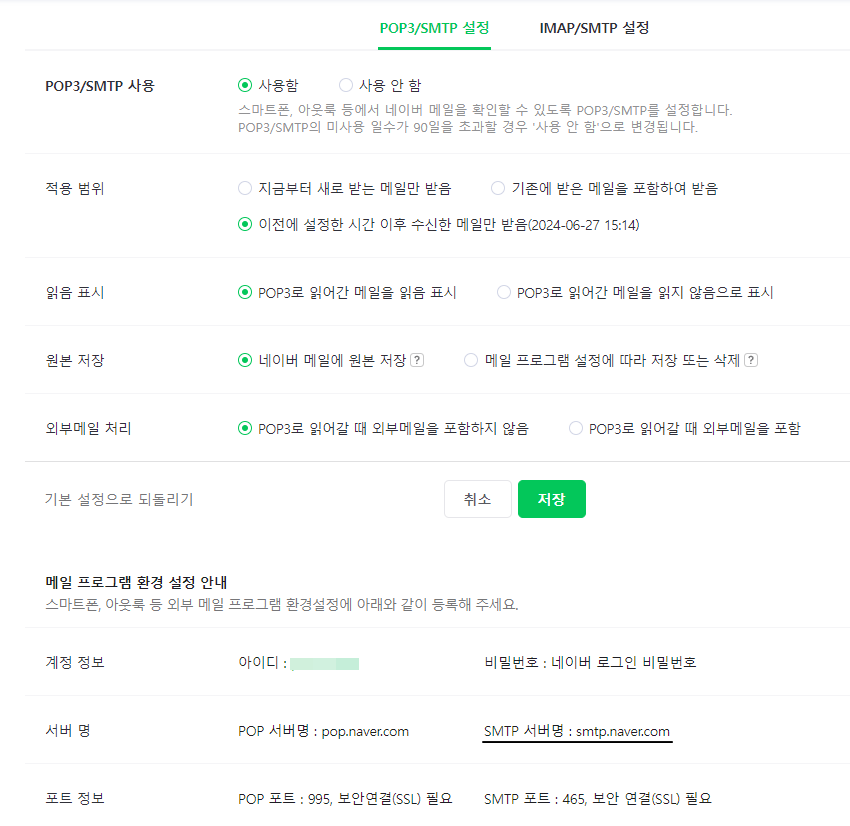 POP3/SMTP 설정 IMAP/SMTP 설정
POP3/SMTP 사용 사용함 사용 안 함
스마트폰, 아웃룩 등에서 네이버 메일을 확인할 수 있도록 POP3/SMTP를 설정합니다.
POP3/SMTP의 미사용 일수가 90일을 초과할 경우 '사용 안 함'으로 변경됩니다.
적용 범위 지금부터 새로 받는 메일만 받음 기존에 받은 메일을 포함하여 받음
이전에 설정한 시간 이후 수신한 메일만 받음(2024-06-27 15:14)
읽음 표시 POP3로 읽어간 메일을 읽음 표시 POP3로 읽어간 메일을 읽지 않음으로 표시
원본 저장 네이버 메일에 원본 저장 ? 메일 프로그램 설정에 따라 저장 또는 삭제 ?
외부메일 처리 POP3로 읽어갈 때 외부메일을 포함하지 않음 POP3로 읽어갈 때 외부메일을 포함
기본 설정으로 되돌리기 취소 저장
메일 프로그램 환경 설정 안내
스마트폰, 아웃룩 등 외부 메일 프로그램 환경설정에 아래와 같이 등록해 주세요.
계정 정보 아이디 : 비밀번호 : 네이버 로그인 비밀번호
서버 명 POP 서버명 : pop.naver.com SMTP 서버명 : smtp.naver.com
포트 정보 POP 포트 : 995, 보안연결(SSL) 필요 SMTP 포트 : 465, 보안 연결(SSL) 필요